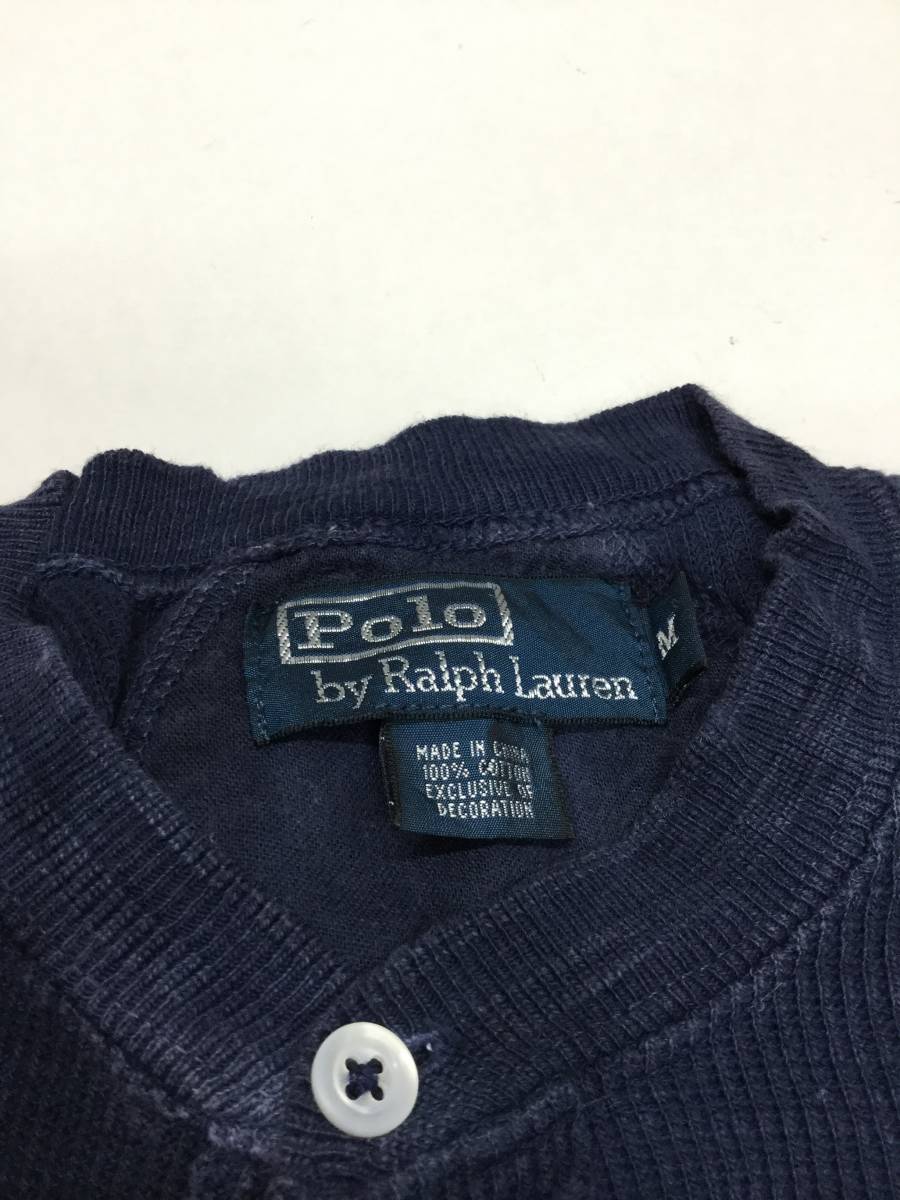 Polo
by Ralph Lauren
M
MADE IN CHINA
100% COTTON
EXCLUSIVE OF
DECORATION